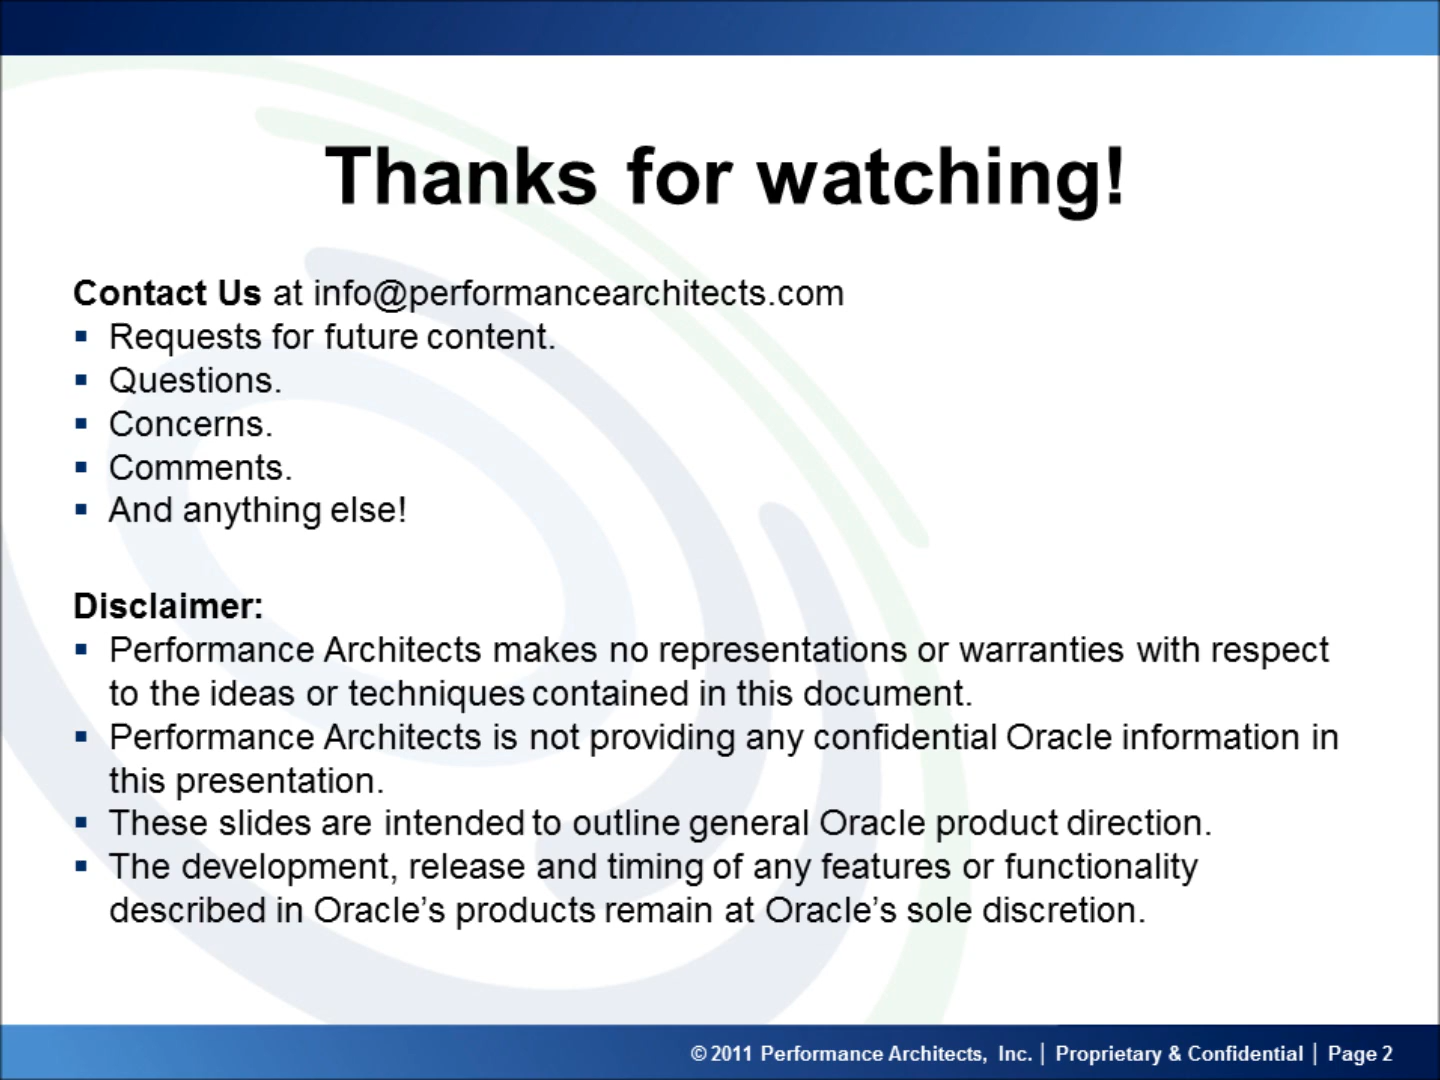 Thanks for watching!
Contact Us at info@performancearchitects.com
▪ Requests for future content.
▪ Questions.
▪ Concerns.
▪ Comments.
▪ And anything else!
Disclaimer:
▪ Performance Architects makes no representations or warranties with respect
to the ideas or techniques contained in this document.
▪ Performance Architects is not providing any confidential Oracle information in
this presentation.
▪ These slides are intended to outline general Oracle product direction.
▪ The development, release and timing of any features or functionality
described in Oracle’s products remain at Oracle’s sole discretion.
© 2011 Performance Architects, Inc. | Proprietary & Confidential | Page 2